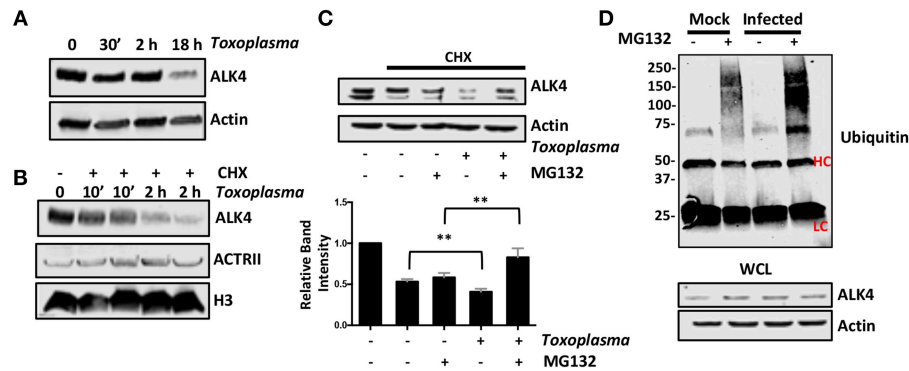 A
0 30' 2 h 18 h Toxoplasma
ALK4
Actin
B
- + + + + CHX
0 10' 10' 2 h 2 h Toxoplasma
ALK4
ACTRII
H3
C
CHX
ALK4
Actin
- - - + + Toxoplasma
- - + - + MG132
Relative Band Intensity
1.5
1.0
0.5
0.0
**
**
- - - + + Toxoplasma
- - + - + MG132
D
Mock Infected
MG132 - + - +
250-
150-
100-
75-
50-
37-
25-
Ubiquitin
HC
LC
WCL
ALK4
Actin